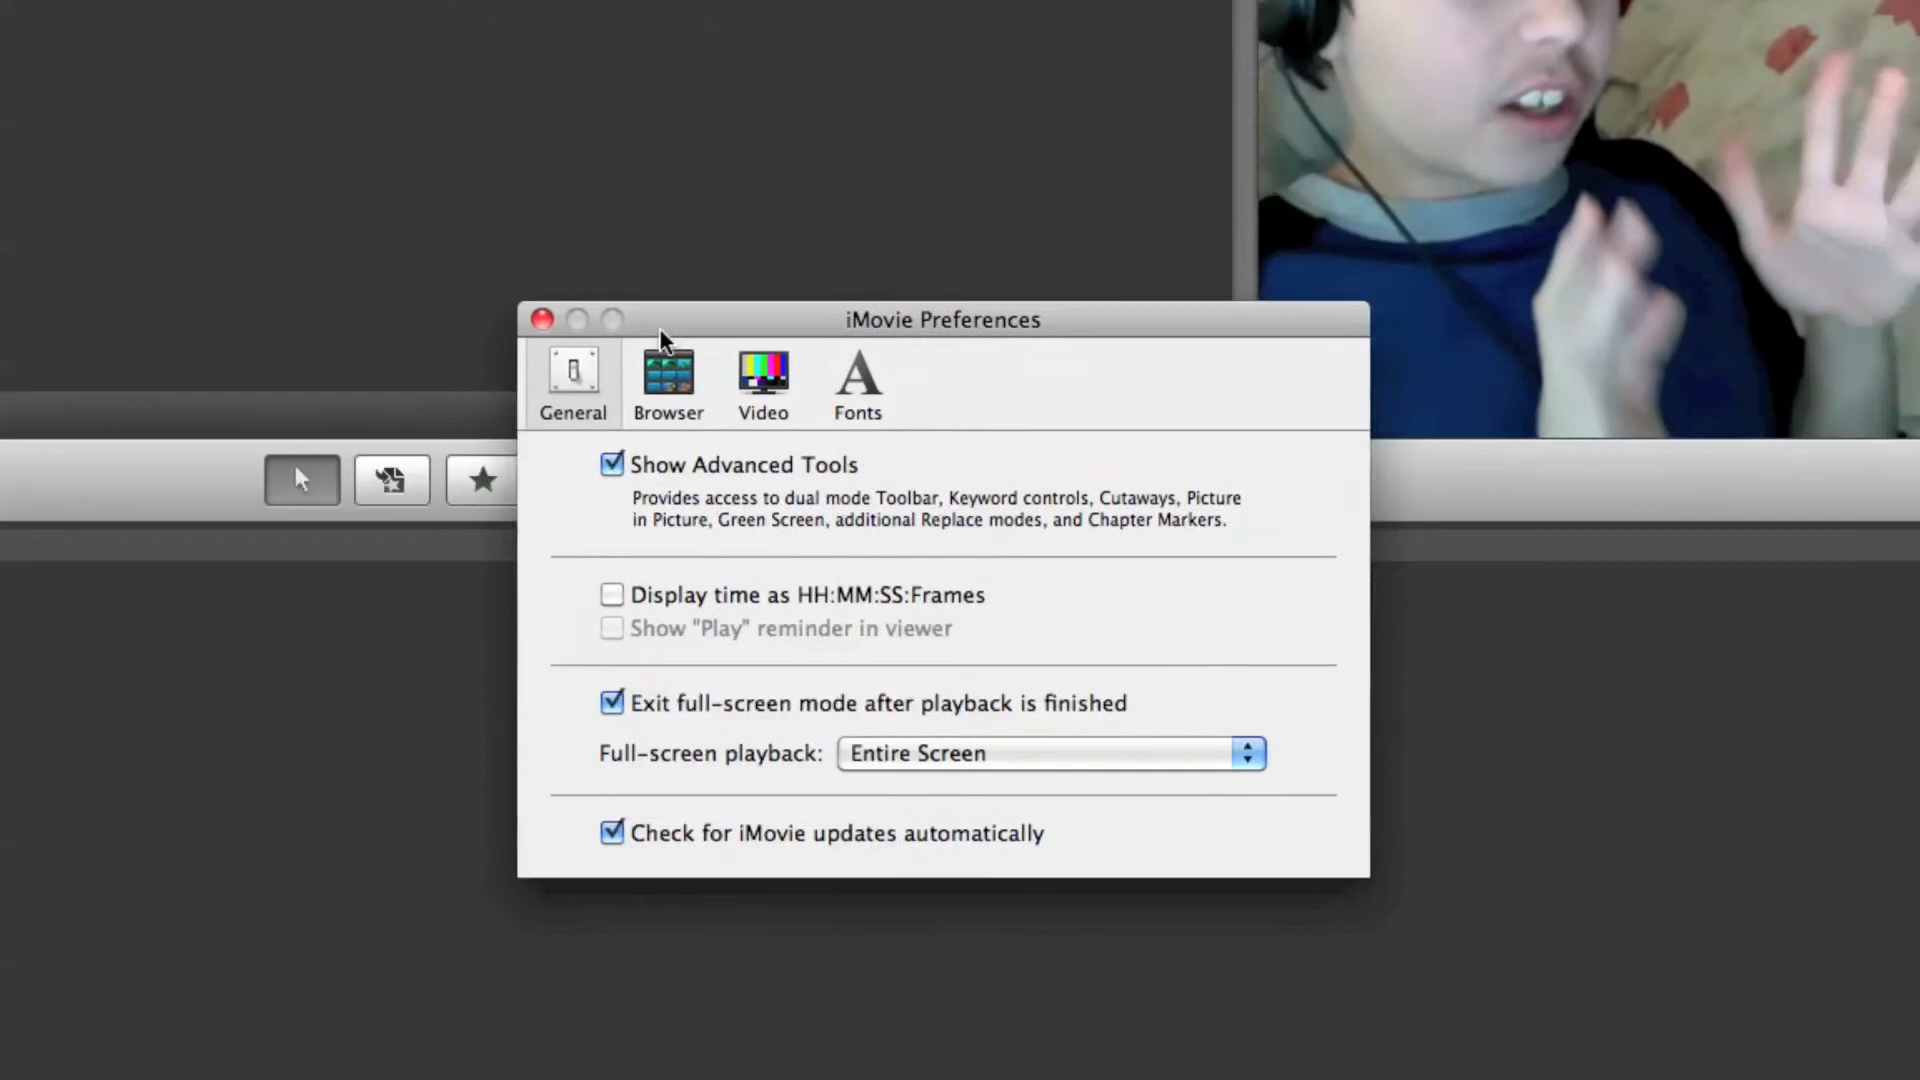 iMovie Preferences
General Browser Video Fonts
Show Advanced Tools
Provides access to dual mode Toolbar, Keyword controls, Cutaways, Picture
in Picture, Green Screen, additional Replace modes, and Chapter Markers.
Display time as HH:MM:SS:Frames
Show "Play" reminder in viewer
Exit full-screen mode after playback is finished
Full-screen playback: Entire Screen
Check for iMovie updates automatically